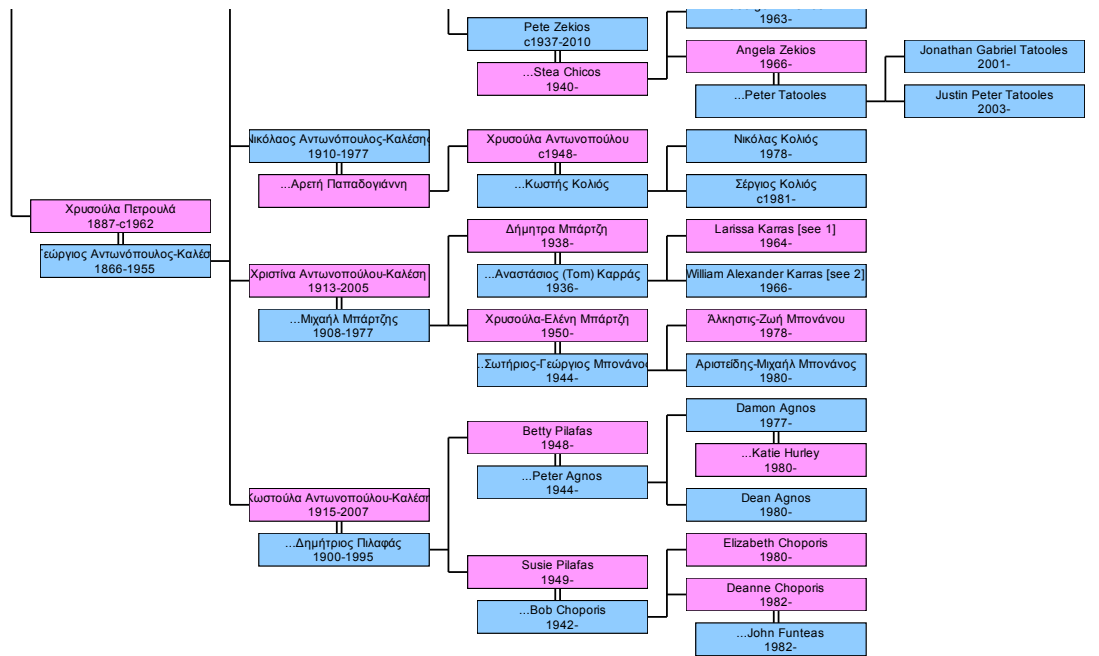 1963-
Pete Zekios
c1937-2010
Angela Zekios
1966-
Jonathan Gabriel Tatooles
2001-
...Stea Chicos
1940-
...Peter Tatooles
Justin Peter Tatooles
2003-
Νικόλαος Αντωνόπουλος-Καλέσης
1910-1977
Χρυσούλα Αντωνοπούλου
c1948-
Νικόλας Κολιός
1978-
...Αρετή Παπαδογιάννη
...Κωστής Κολιός
Σέργιος Κολιός
c1981-
Χρυσούλα Πετρουλά
1887-c1962
Δήμητρα Μπάρτζη
1938-
Larissa Karras [see 1]
1964-
Γεώργιος Αντωνόπουλος-Καλέσ
1866-1955
Χριστίνα Αντωνοπούλου-Καλέση
1913-2005
...Αναστάσιος (Tom) Καρράς
1936-
William Alexander Karras [see 2]
1966-
...Μιχαήλ Μπάρτζης
1908-1977
Χρυσούλα-Ελένη Μπάρτζη
1950-
Άλκηστις-Ζωή Μπονάνου
1978-
...Σωτήριος-Γεώργιος Μπονάνος
1944-
Αριστείδης-Μιχαήλ Μπονάνος
1980-
Damon Agnos
1977-
Betty Pilafas
1948-
...Katie Hurley
1980-
...Peter Agnos
1944-
Κωστούλα Αντωνοπούλου-Καλέση
1915-2007
Dean Agnos
1980-
...Δημήτριος Πιλαφάς
1900-1995
Elizabeth Choporis
1980-
Susie Pilafas
1949-
Deanne Choporis
1982-
...Bob Choporis
1942-
...John Funteas
1982-